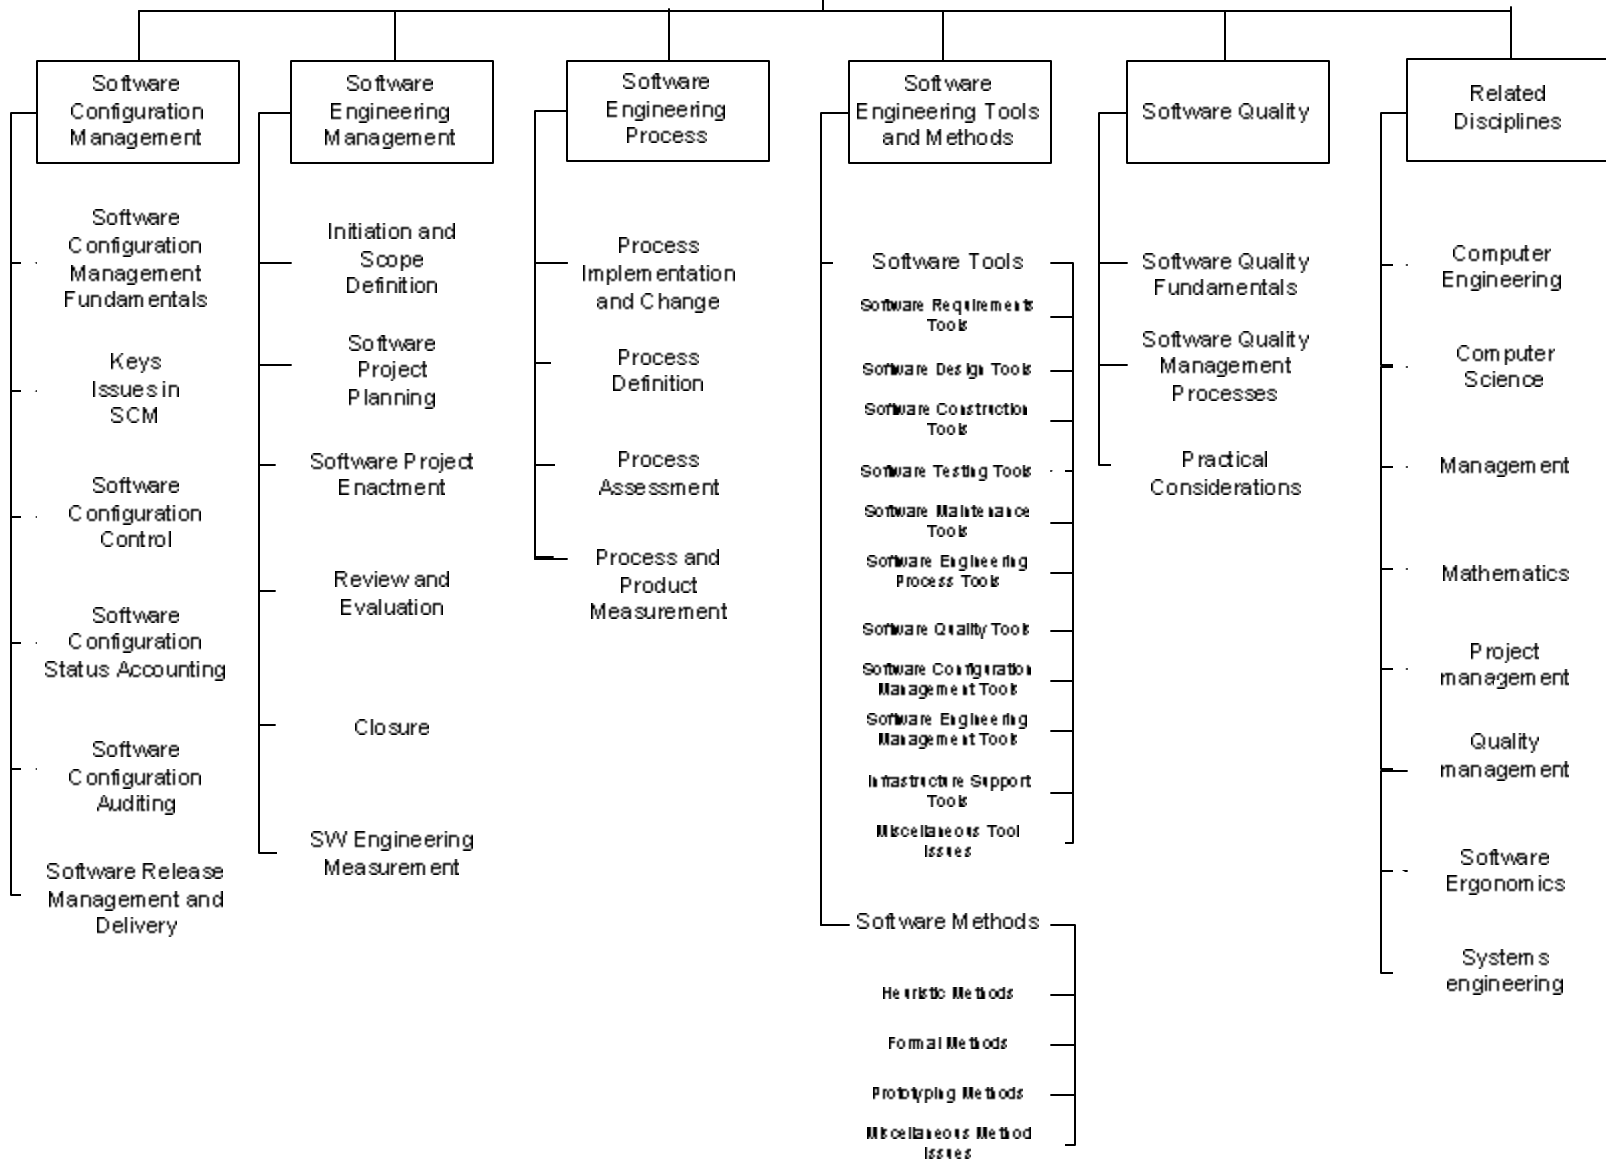 Software
Configuration
Management
Software
Engineering
Management
Software
Engineering
Process
Software
Engineering Tools
and Methods
Software Quality
Related
Disciplines
Software
Configuration
Management
Fundamentals
Keys
Issues in
SCM
Software
Configuration
Control
Software
Configuration
Status Accounting
Software
Configuration
Auditing
Software Release
Management and
Delivery
Initiation and
Scope
Definition
Software
Project
Planning
Software Project
Enactment
Review and
Evaluation
Closure
SW Engineering
Measurement
Process
Implementation
and Change
Process
Definition
Process
Assessment
Process and
Product
Measurement
Software Tools
Software Requirements
Tools
Software Design Tools
Software Construction
Tools
Software Testing Tools
Software Maintenance
Tools
Software Engineering
Process Tools
Software Quality Tools
Software Configuration
Management Tools
Software Engineering
Management Tools
Infrastructure Support
Tools
Miscellaneous Tool
Issues
Software Methods
Heuristic Methods
Formal Methods
Prototyping Methods
Miscellaneous Method
Issues
Software Quality
Fundamentals
Software Quality
Management
Processes
Practical
Considerations
Computer
Engineering
Computer
Science
Management
Mathematics
Project
management
Quality
management
Software
Ergonomics
Systems
engineering